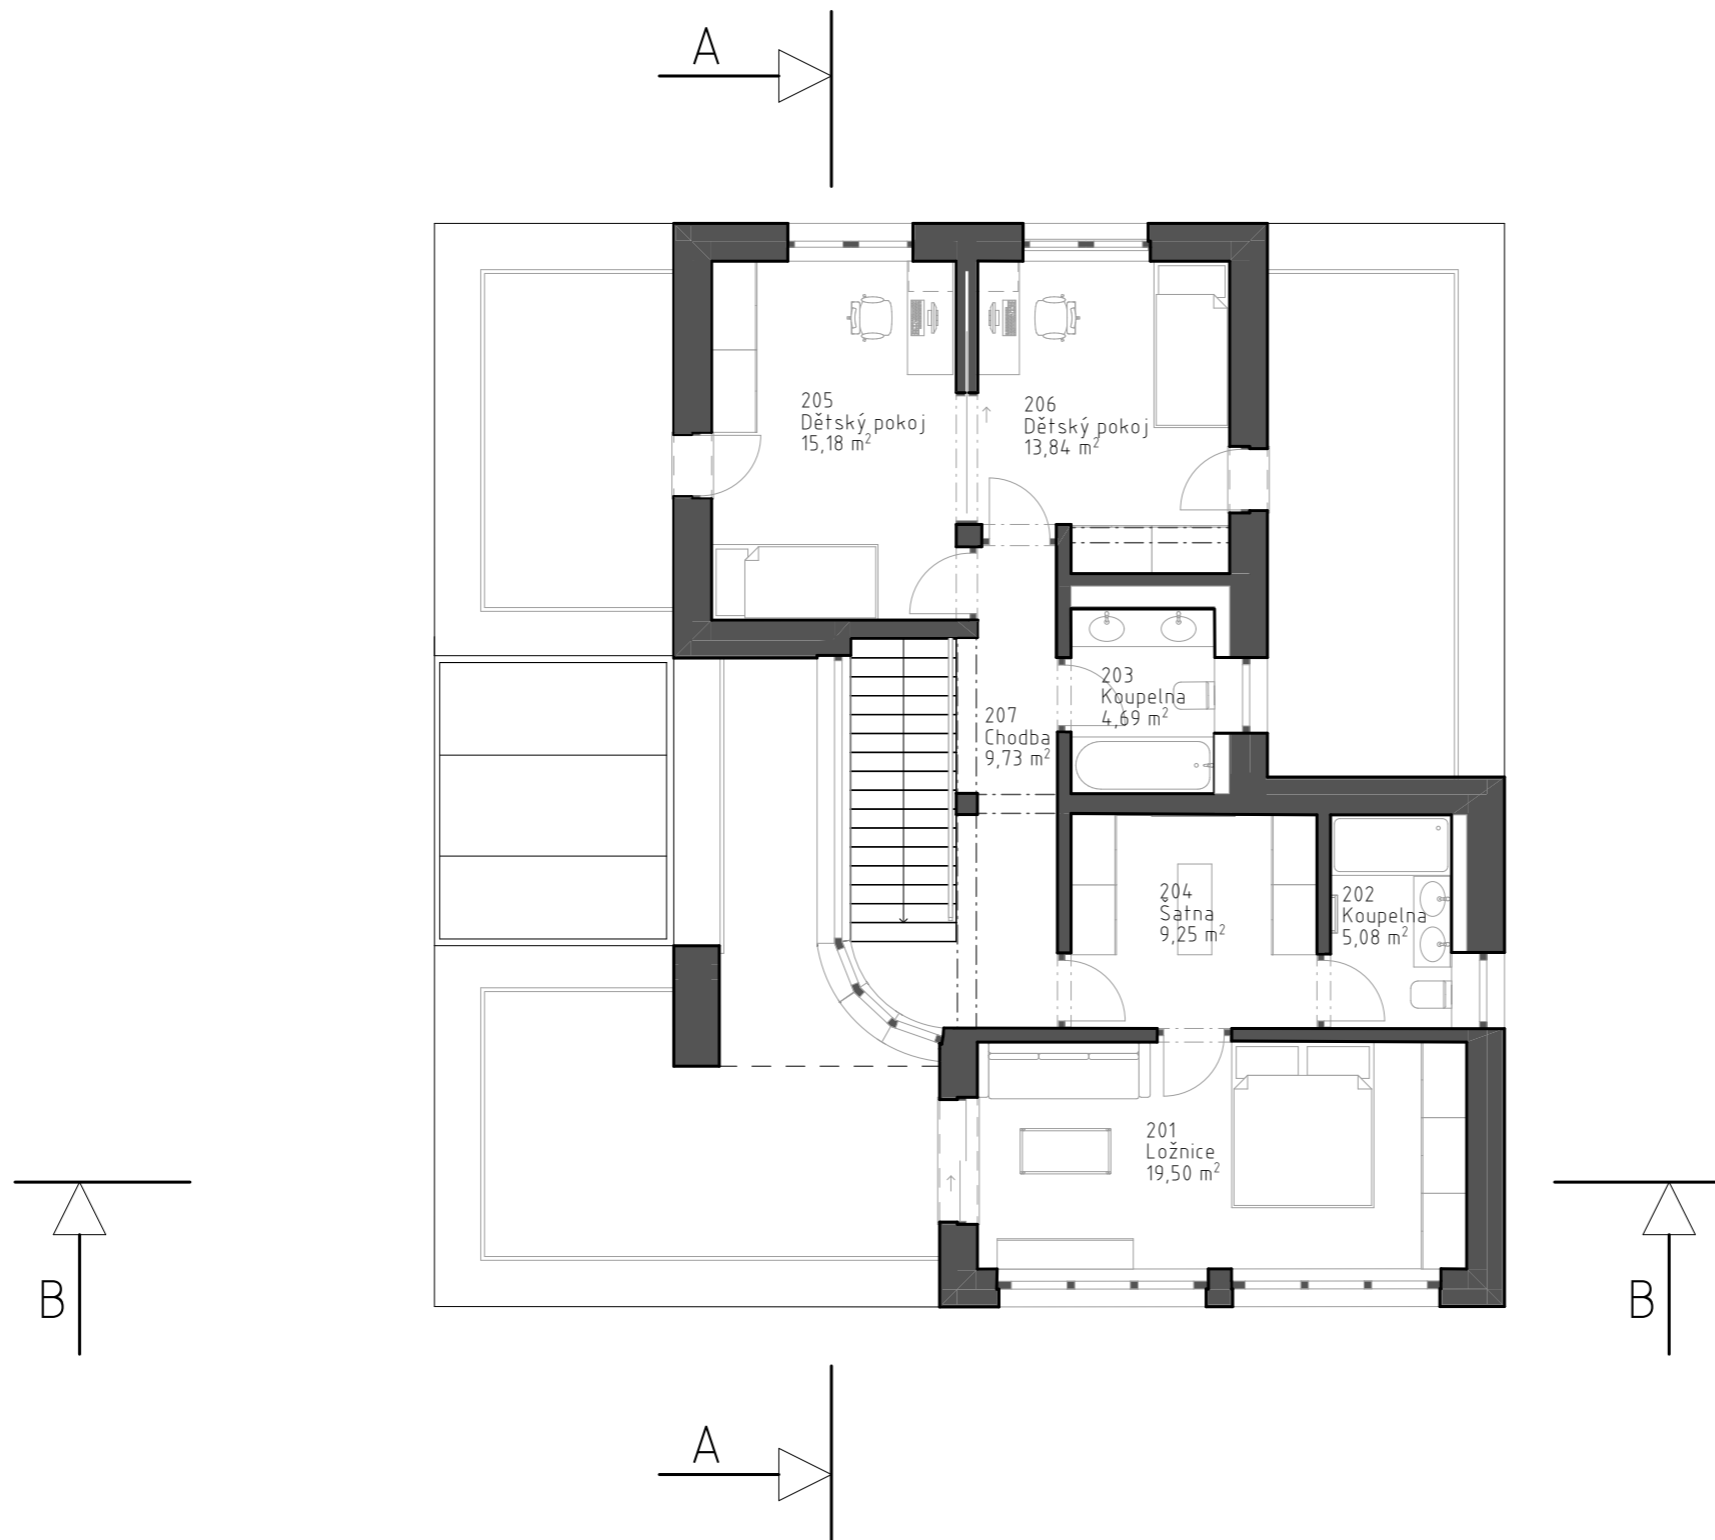 A
205
Dětský pokoj
15,18 m²
206
Dětský pokoj
13,84 m²
203
Koupelna
4,69 m²
207
Chodba
9,73 m²
204
Šatna
9,25 m²
202
Koupelna
5,08 m²
201
Ložnice
19,50 m²
B
B
A